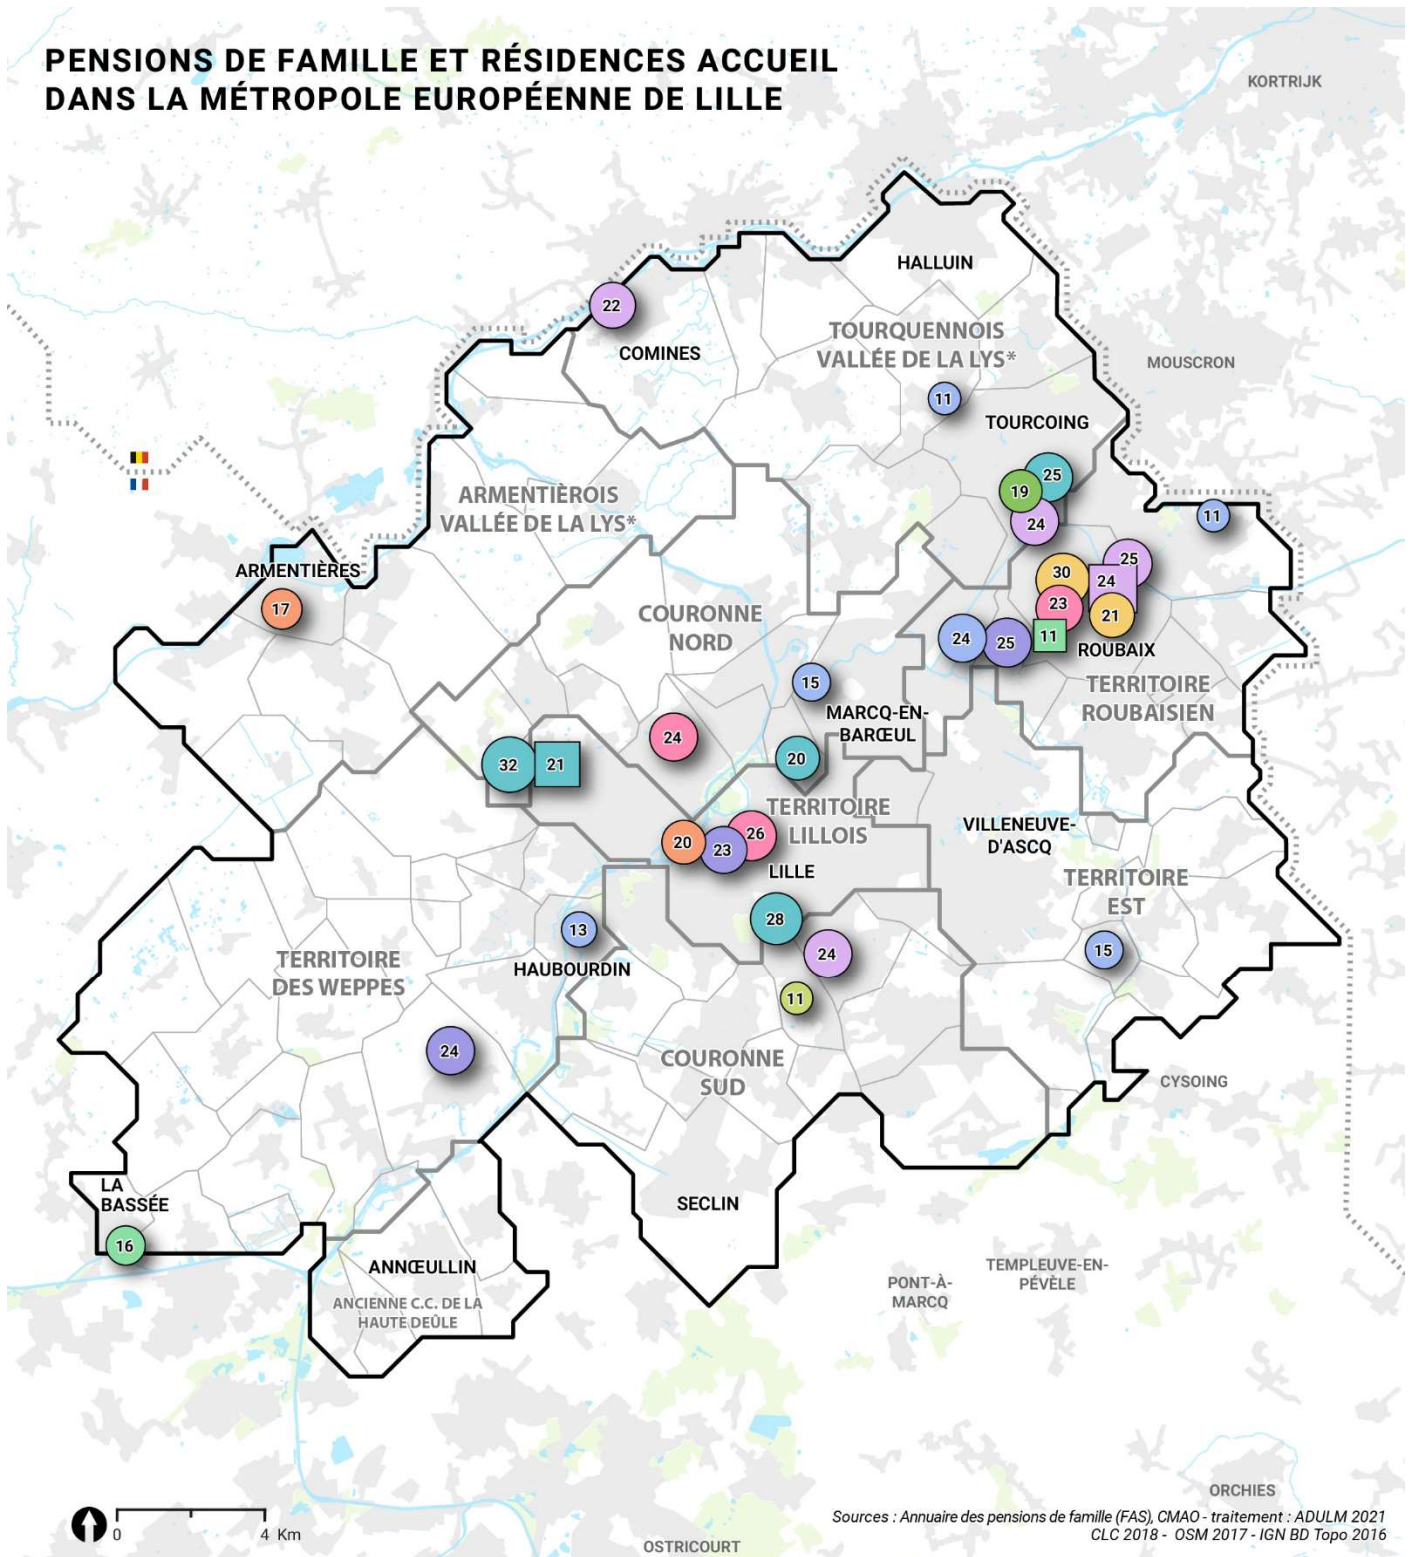 PENSIONS DE FAMILLE ET RÉSIDENCES ACCUEIL
DANS LA MÉTROPOLE EUROPÉENNE DE LILLE
KORTRIJK
HALLUIN
22
TOURQUENNOIS
VALLÉE DE LA LYS*
COMINES
MOUSCRON
11
TOURCOING
25
19
ARMENTIÈROIS
VALLÉE DE LA LYS*
24
11
ARMENTIÈRES
25
30
24
17
23
21
COURONNE
NORD
24
25
11
ROUBAIX
15
TERRITOIRE
ROUBAISIEN
MARCQ-EN-
BARŒUL
24
20
32
21
TERRITOIRE
LILLOIS
VILLENEUVE-
D'ASCQ
20
23
26
LILLE
TERRITOIRE
EST
28
13
24
15
TERRITOIRE
DES WEPPES
HAUBOURDIN
11
24
COURONNE
SUD
CYSOING
LA
BASSÉE
SECLIN
16
ANNŒULLIN
ANCIENNE C.C. DE LA
HAUTE DEÛLE
PONT-À-
MARCQ
TEMPLEUVE-EN-
PÉVÈLE
ORCHIES
0
4 Km
Sources : Annuaire des pensions de famille (FAS), CMAO - traitement : ADULM 2021
CLC 2018 - OSM 2017 - IGN BD Topo 2016
OSTRICOURT